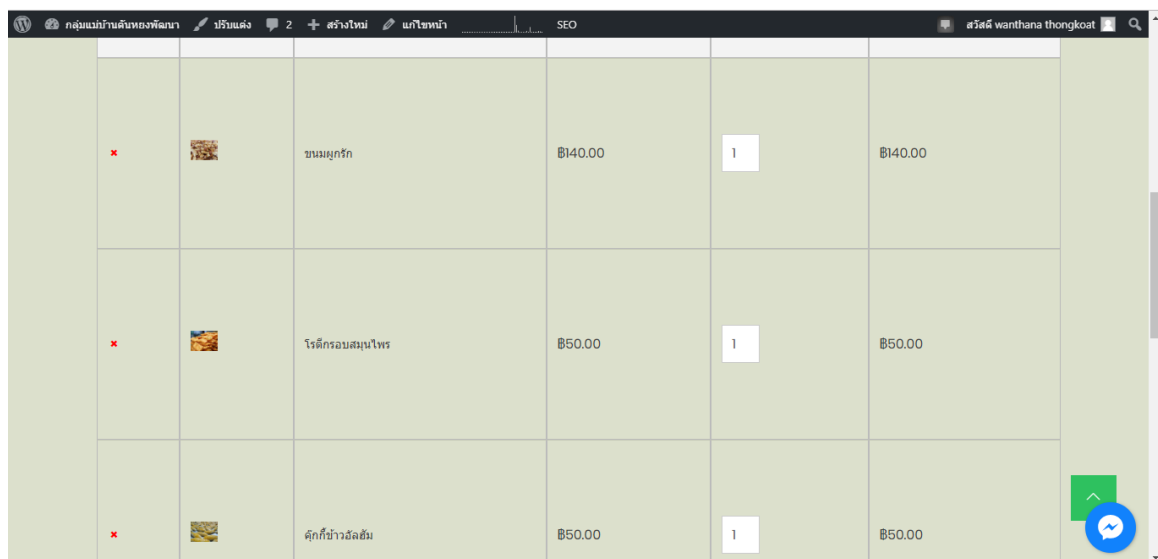 กลุ่มแม่บ้านตันหยงพัฒนา ปรับแต่ง 2 สร้างใหม่ แก้ไขหน้า SEO สวัสดี wanthana thongkoat
ขนมผูกรัก ฿140.00 1 ฿140.00
โรตีกรอบสมุนไพร ฿50.00 1 ฿50.00
คุ้กกี้ข้าวอัลฮัม ฿50.00 1 ฿50.00